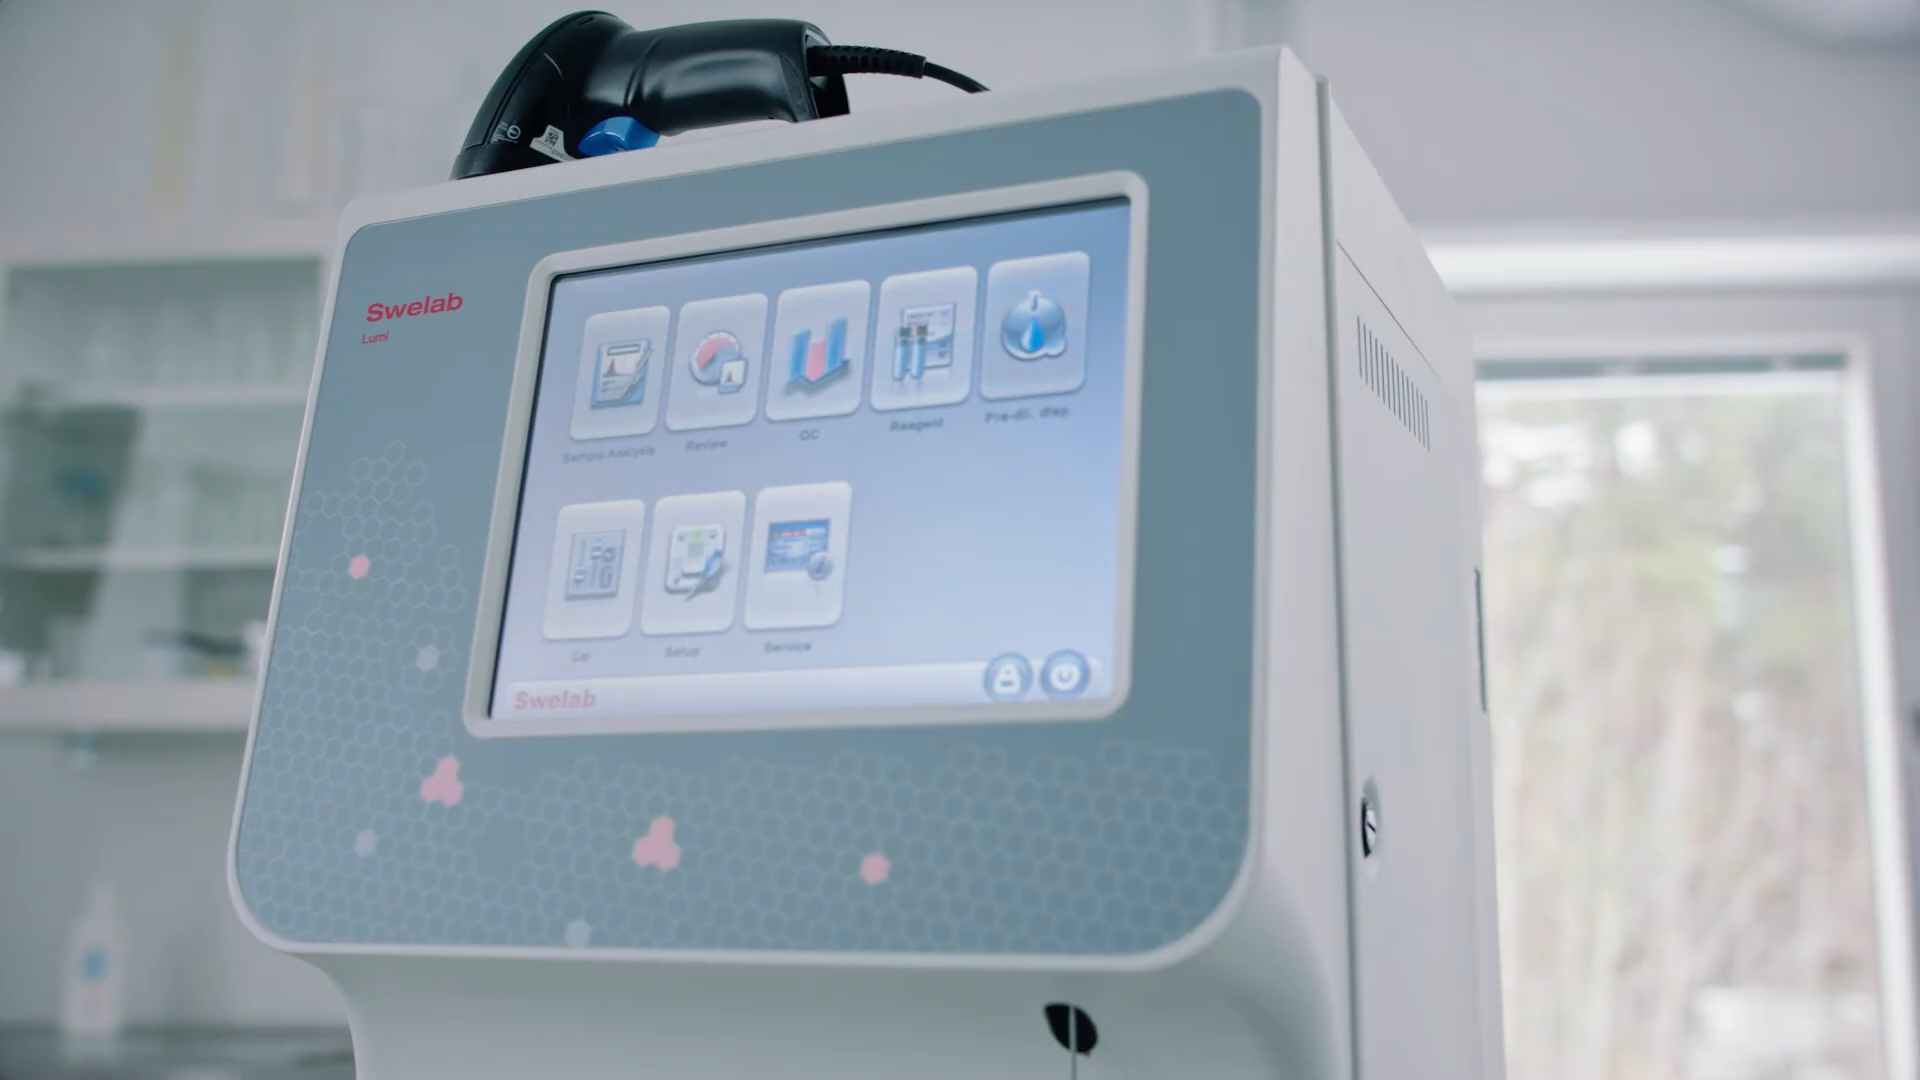 Swelab
Lumi
Sample Analysis
Review
QC
Reagent
Pre-dil. disp.
Cal
Setup
Service
Swelab